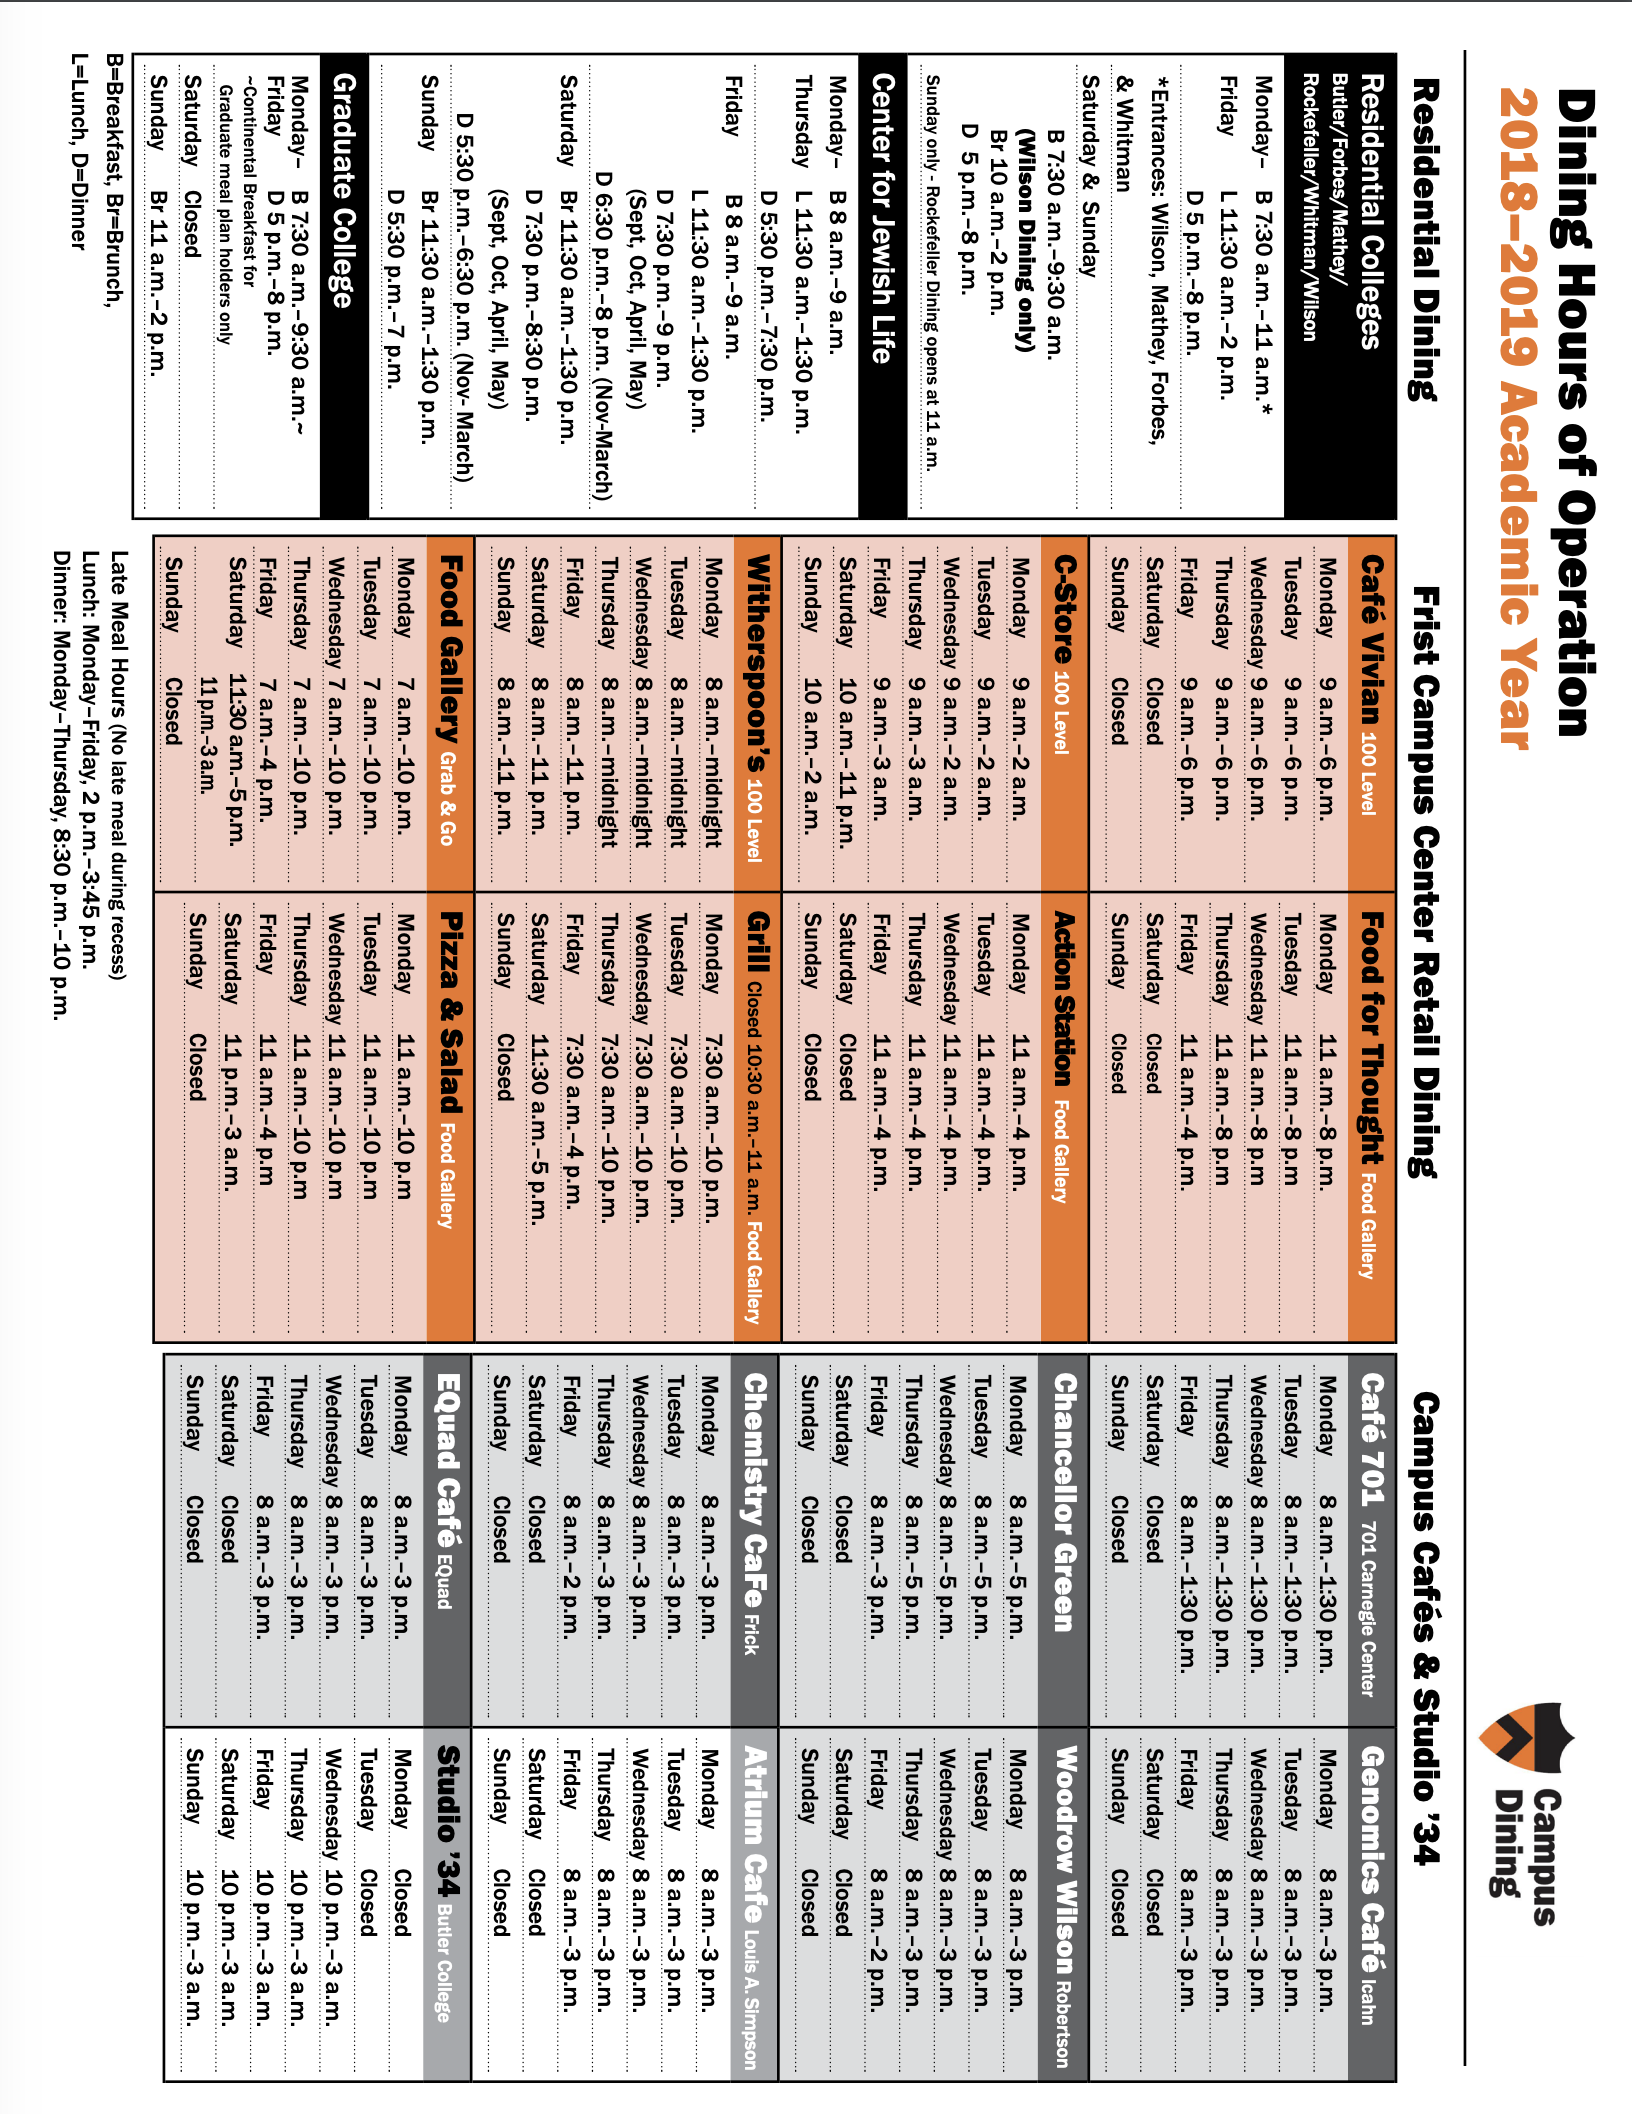 Dining Hours of Operation
2018–2019 Academic Year
Campus
Dining
Residential Dining
Residential Colleges
Butler/Forbes/Mathey/
Rockefeller/Whitman/Wilson
Monday– B 7:30 a.m.–11 a.m.*
Friday L 11:30 a.m.–2 p.m.
D 5 p.m.–8 p.m.
*Entrances: Wilson, Mathey, Forbes,
& Whitman
Saturday & Sunday
B 7:30 a.m.–9:30 a.m.
(Wilson Dining only)
Br 10 a.m.–2 p.m.
D 5 p.m.–8 p.m.
Sunday only - Rockefeller Dining opens at 11 a.m.
Center for Jewish Life
Monday– B 8 a.m.–9 a.m.
Thursday L 11:30 a.m.–1:30 p.m.
D 5:30 p.m.–7:30 p.m.
Friday B 8 a.m.–9 a.m.
L 11:30 a.m.–1:30 p.m.
D 7:30 p.m.–9 p.m.
(Sept, Oct, April, May)
D 6:30 p.m.–8 p.m. (Nov-March)
Saturday Br 11:30 a.m.–1:30 p.m.
D 7:30 p.m.–8:30 p.m.
(Sept, Oct, April, May)
D 5:30 p.m.–6:30 p.m. (Nov- March)
Sunday Br 11:30 a.m.–1:30 p.m.
D 5:30 p.m.–7 p.m.
Graduate College
Monday– B 7:30 a.m.–9:30 a.m.~
Friday D 5 p.m.–8 p.m.
~Continental Breakfast for
Graduate meal plan holders only
Saturday Closed
Sunday Br 11 a.m.–2 p.m.
B=Breakfast, Br=Brunch,
L=Lunch, D=Dinner
Frist Campus Center Retail Dining
Café Vivian 100 Level
Monday 9 a.m.–6 p.m.
Tuesday 9 a.m.–6 p.m.
Wednesday 9 a.m.–6 p.m.
Thursday 9 a.m.–6 p.m.
Friday 9 a.m.–6 p.m.
Saturday Closed
Sunday Closed
Food for Thought Food Gallery
Monday 11 a.m.–8 p.m.
Tuesday 11 a.m.–8 p.m
Wednesday 11 a.m.–8 p.m
Thursday 11 a.m.–8 p.m
Friday 11 a.m.–4 p.m.
Saturday Closed
Sunday Closed
C-Store 100 Level
Monday 9 a.m.–2 a.m.
Tuesday 9 a.m.–2 a.m.
Wednesday 9 a.m.–2 a.m.
Thursday 9 a.m.–3 a.m.
Friday 9 a.m.–3 a.m.
Saturday 10 a.m.–11 p.m.
Sunday 10 a.m.–2 a.m.
Action Station Food Gallery
Monday 11 a.m.–4 p.m.
Tuesday 11 a.m.–4 p.m.
Wednesday 11 a.m.–4 p.m.
Thursday 11 a.m.–4 p.m.
Friday 11 a.m.–4 p.m.
Saturday Closed
Sunday Closed
Witherspoon's 100 Level
Monday 8 a.m.–midnight
Tuesday 8 a.m.–midnight
Wednesday 8 a.m.–midnight
Thursday 8 a.m.–midnight
Friday 8 a.m.–11 p.m.
Saturday 8 a.m.–11 p.m.
Sunday 8 a.m.–11 p.m.
Grill Closed 10:30 a.m.–11 a.m. Food Gallery
Monday 7:30 a.m.–10 p.m.
Tuesday 7:30 a.m.–10 p.m.
Wednesday 7:30 a.m.–10 p.m.
Thursday 7:30 a.m.–10 p.m.
Friday 7:30 a.m.–4 p.m.
Saturday 11:30 a.m.–5 p.m.
Sunday Closed
Food Gallery Grab & Go
Monday 7 a.m.–10 p.m.
Tuesday 7 a.m.–10 p.m.
Wednesday 7 a.m.–10 p.m.
Thursday 7 a.m.–10 p.m.
Friday 7 a.m.–4 p.m.
Saturday 11:30 a.m.–5 p.m.
11 p.m.–3 a.m.
Sunday Closed
Pizza & Salad Food Gallery
Monday 11 a.m.–10 p.m
Tuesday 11 a.m.–10 p.m
Wednesday 11 a.m.–10 p.m
Thursday 11 a.m.–10 p.m
Friday 11 a.m.–4 p.m
Saturday 11 p.m.–3 a.m.
Sunday Closed
Late Meal Hours (No late meal during recess)
Lunch: Monday–Friday, 2 p.m.–3:45 p.m.
Dinner: Monday–Thursday, 8:30 p.m.–10 p.m.
Campus Cafés & Studio '34
Café 701 701 Carnegie Center
Monday 8 a.m.–1:30 p.m.
Tuesday 8 a.m.–1:30 p.m.
Wednesday 8 a.m.–1:30 p.m.
Thursday 8 a.m.–1:30 p.m.
Friday 8 a.m.–1:30 p.m.
Saturday Closed
Sunday Closed
Genomics Café Icahn
Monday 8 a.m.–3 p.m.
Tuesday 8 a.m.–3 p.m.
Wednesday 8 a.m.–3 p.m.
Thursday 8 a.m.–3 p.m.
Friday 8 a.m.–3 p.m.
Saturday Closed
Sunday Closed
Chancellor Green
Monday 8 a.m.–5 p.m.
Tuesday 8 a.m.–5 p.m.
Wednesday 8 a.m.–5 p.m.
Thursday 8 a.m.–5 p.m.
Friday 8 a.m.–3 p.m.
Saturday Closed
Sunday Closed
Woodrow Wilson Robertson
Monday 8 a.m.–3 p.m.
Tuesday 8 a.m.–3 p.m.
Wednesday 8 a.m.–3 p.m.
Thursday 8 a.m.–3 p.m.
Friday 8 a.m.–2 p.m.
Saturday Closed
Sunday Closed
Chemistry CaFe Frick
Monday 8 a.m.–3 p.m.
Tuesday 8 a.m.–3 p.m.
Wednesday 8 a.m.–3 p.m.
Thursday 8 a.m.–3 p.m.
Friday 8 a.m.–2 p.m.
Saturday Closed
Sunday Closed
Atrium Cafe Louis A. Simpson
Monday 8 a.m.–3 p.m.
Tuesday 8 a.m.–3 p.m.
Wednesday 8 a.m.–3 p.m.
Thursday 8 a.m.–3 p.m.
Friday 8 a.m.–3 p.m.
Saturday Closed
Sunday Closed
EQuad Café EQuad
Monday 8 a.m.–3 p.m.
Tuesday 8 a.m.–3 p.m.
Wednesday 8 a.m.–3 p.m.
Thursday 8 a.m.–3 p.m.
Friday 8 a.m.–3 p.m.
Saturday Closed
Sunday Closed
Studio '34 Butler College
Monday Closed
Tuesday Closed
Wednesday 10 p.m.–3 a.m.
Thursday 10 p.m.–3 a.m.
Friday 10 p.m.–3 a.m.
Saturday 10 p.m.–3 a.m.
Sunday 10 p.m.–3 a.m.